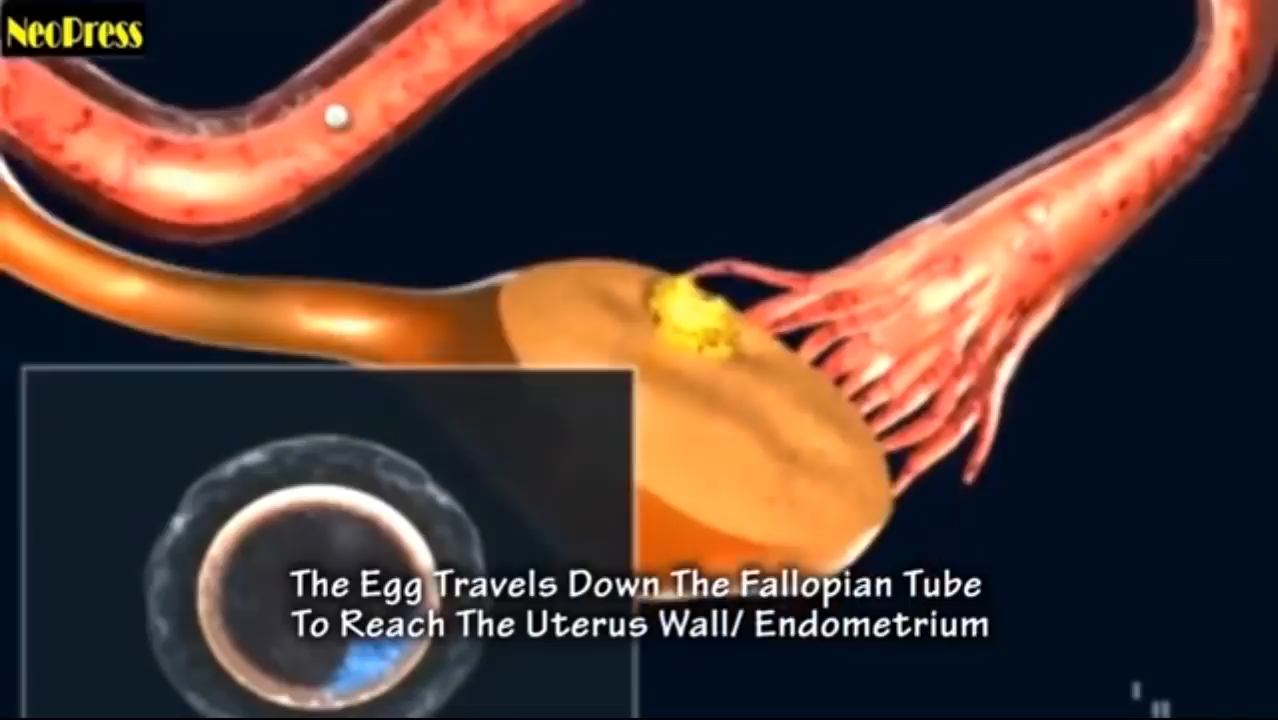 NeoPress
The Egg Travels Down The Fallopian Tube
To Reach The Uterus Wall/ Endometrium